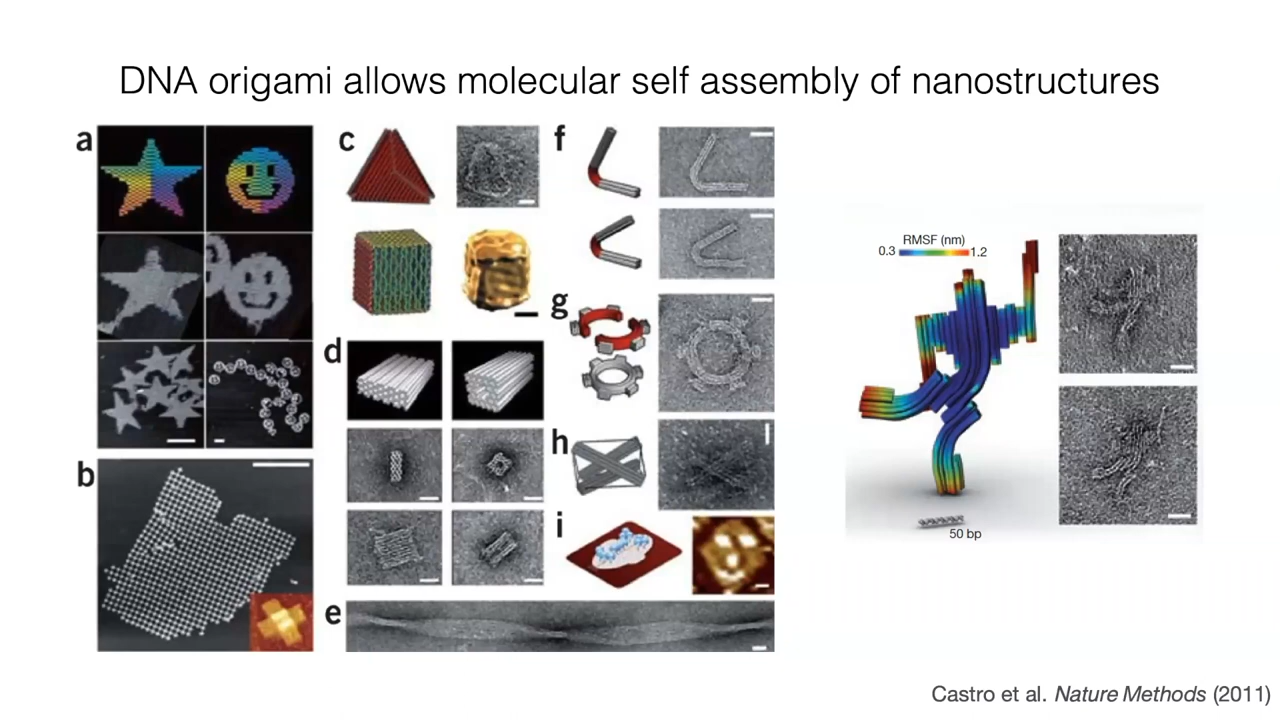 DNA origami allows molecular self assembly of nanostructures
a
c
f
g
d
h
b
i
e
RMSF (nm)
0.3
1.2
50 bp
Castro et al. Nature Methods (2011)